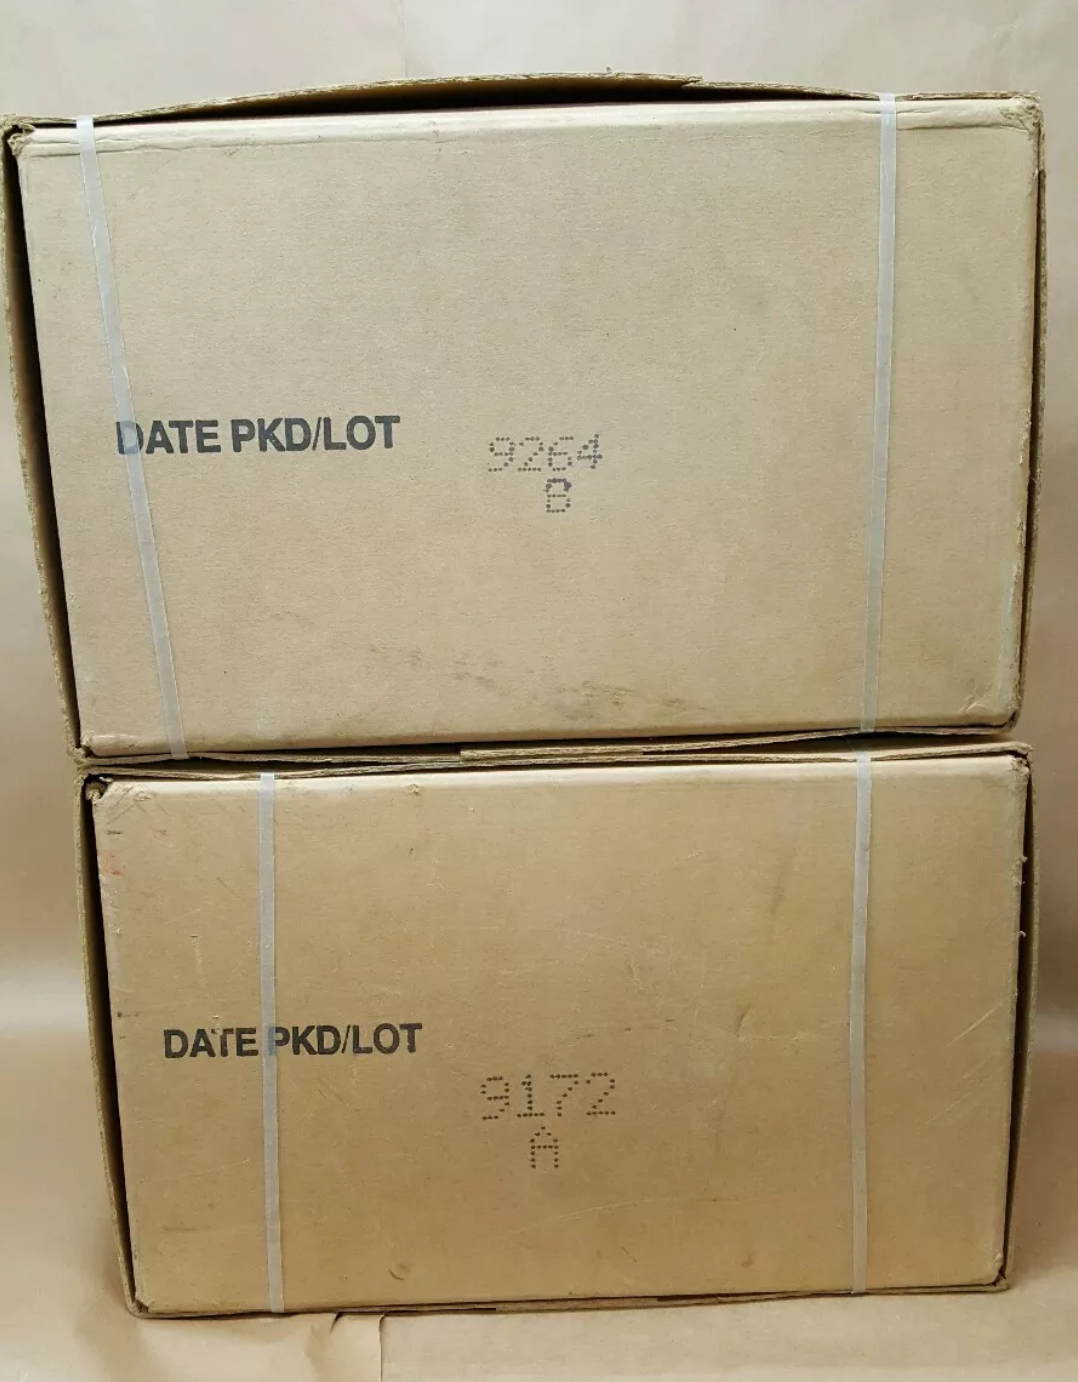 DATE PKD/LOT 9264
B
DATE PKD/LOT
9172
A